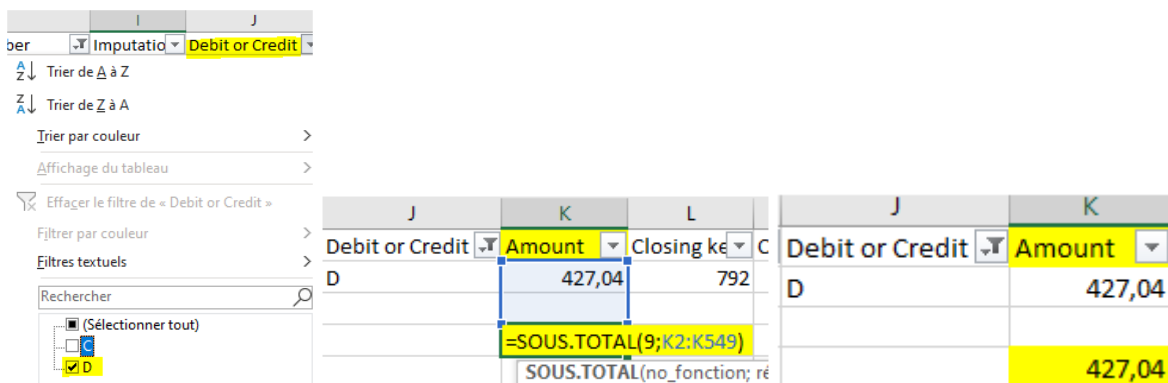 I J
ber Imputatio Debit or Credit
Trier de A à Z
Trier de Z à A
Trier par couleur
Affichage du tableau
Effacer le filtre de « Debit or Credit »
Filtrer par couleur
Filtres textuels
Rechercher
(Sélectionner tout)
C
D
J K L
Debit or Credit Amount Closing ke C
D 427,04 792
=SOUS.TOTAL(9;K2:K549)
SOUS.TOTAL(no_fonction; ré
J K
Debit or Credit Amount
D 427,04
427,04